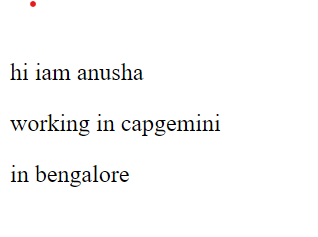 hi iam anusha
working in capgemini
in bengalore